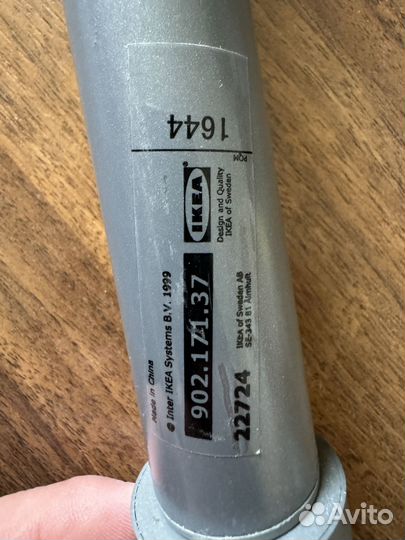 Made in China
© Inter IKEA Systems B.V. 1999
902.171.37
22724
IKEA of Sweden AB
SE-343 81 Älmhult
IKEA®
Design and Quality
IKEA of Sweden
PQM
1644
Avito